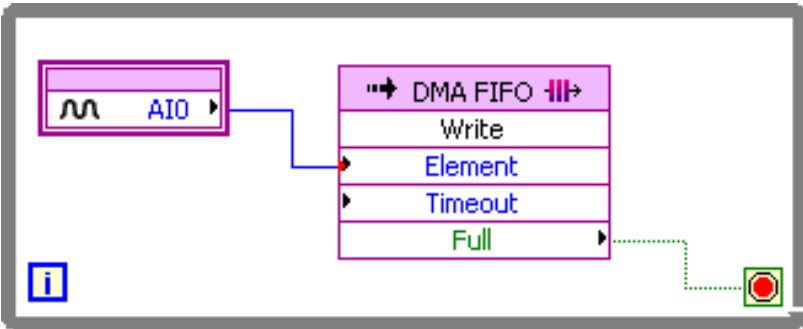 AI0
DMA FIFO
Write
Element
Timeout
Full
i